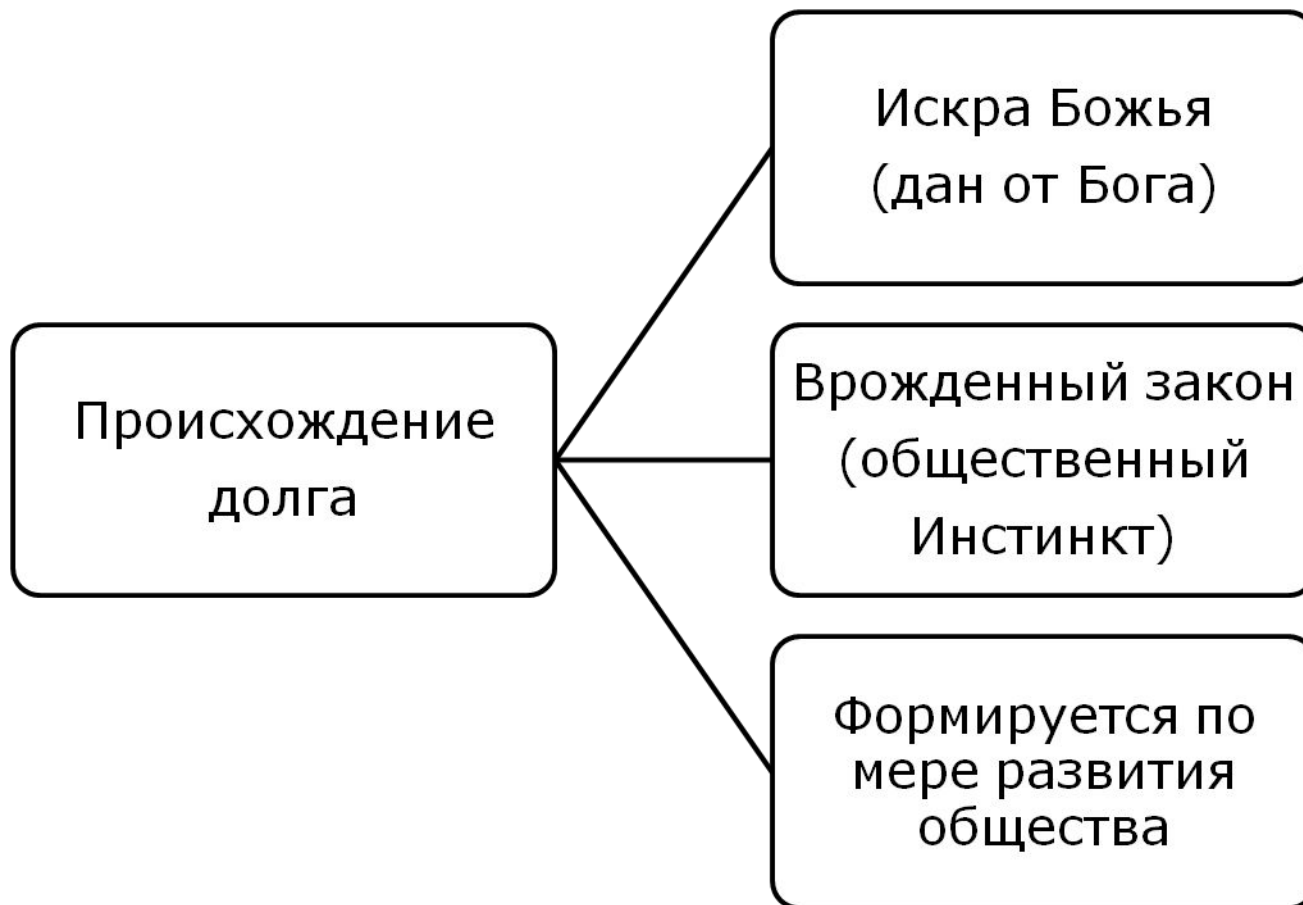 Искра Божья
(дан от Бога)
Происхождение
долга
Врожденный закон
(общественный
Инстинкт)
Формируется по
мере развития
общества